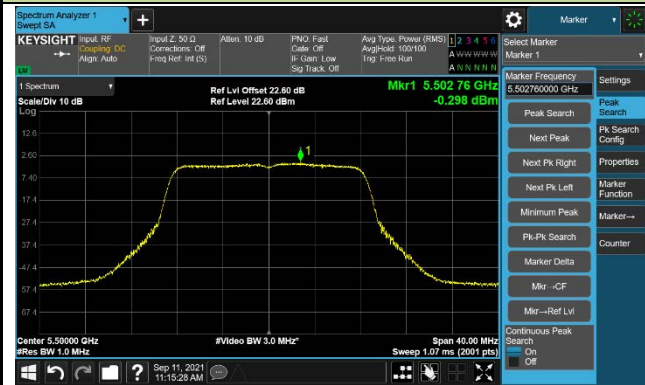 Spectrum Analyzer 1
Swept SA
Marker
KEYSIGHT
Input: RF
Coupling: DC
Align: Auto
Input Z: 50 Ω
Corrections: Off
Freq Ref: Int (S)
Atten: 10 dB
PNO: Fast
Gate: Off
IF Gain: Low
Sig Track: Off
Avg Type: Power (RMS)
Avg|Hold: 100/100
Trig: Free Run
1 2 3 4 5 6
A W W W W W
A N N N N N
LM
Select Marker
Marker 1
1 Spectrum
Scale/Div 10 dB
Log
Ref Lvl Offset 22.60 dB
Ref Level 22.60 dBm
Mkr1 5.502 76 GHz
-0.298 dBm
12.6
2.60
-7.40
-17.4
-27.4
-37.4
-47.4
-57.4
-67.4
1
Center 5.50000 GHz
#Res BW 1.0 MHz
#Video BW 3.0 MHz*
Span 40.00 MHz
Sweep 1.07 ms (2001 pts)
Marker Frequency
5.502760000 GHz
Peak Search
Next Peak
Next Pk Right
Next Pk Left
Minimum Peak
Pk-Pk Search
Marker Delta
Mkr→CF
Mkr→Ref Lvl
Continuous Peak
Search
On
Off
Settings
Peak
Search
Pk Search
Config
Properties
Marker
Function
Marker→
Counter
Sep 11, 2021
11:15:28 AM